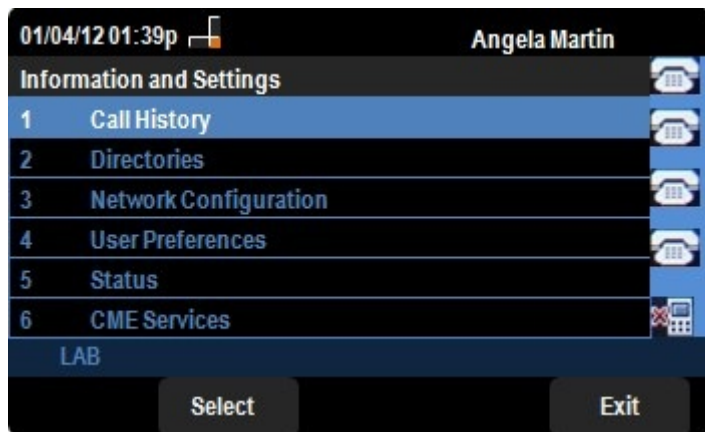 01/04/12 01:39p Angela Martin
Information and Settings
1 Call History
2 Directories
3 Network Configuration
4 User Preferences
5 Status
6 CME Services
LAB
Select Exit